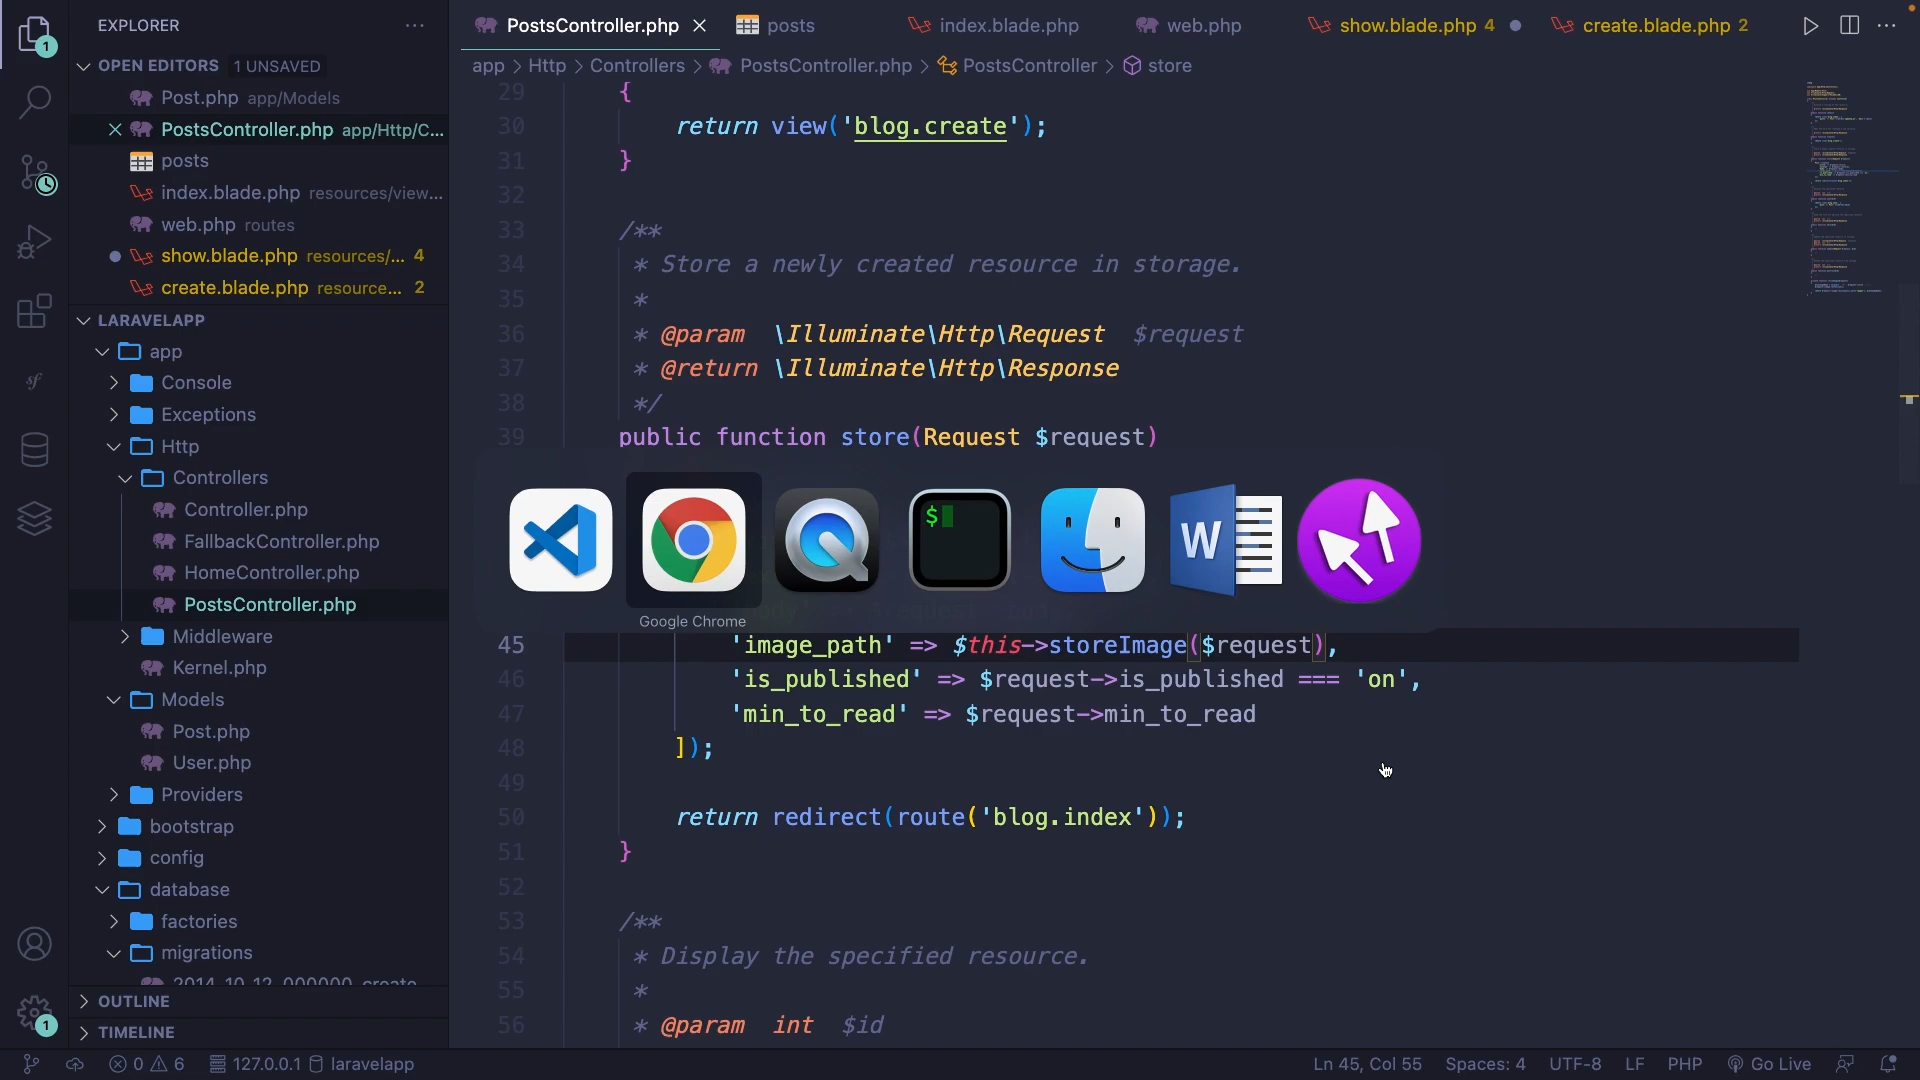 EXPLORER
OPEN EDITORS 1 UNSAVED
Post.php app/Models
PostsController.php app/Http/C...
posts
index.blade.php resources/view...
web.php routes
show.blade.php resources/... 4
create.blade.php resource... 2
LARAVELAPP
app
Console
Exceptions
Http
Controllers
Controller.php
FallbackController.php
HomeController.php
PostsController.php
Middleware
Kernel.php
Models
Post.php
User.php
Providers
bootstrap
config
database
factories
migrations
2014_10_12_000000_create
OUTLINE
TIMELINE
1
1
PostsController.php posts index.blade.php web.php show.blade.php 4 create.blade.php 2
app > Http > Controllers > PostsController.php > PostsController > store
29 {
30 return view('blog.create');
31 }
32
33 /**
34 * Store a newly created resource in storage.
35 *
36 * @param \Illuminate\Http\Request $request
37 * @return \Illuminate\Http\Response
38 */
39 public function store(Request $request)
$
W
Google Chrome
45 'image_path' => $this->storeImage($request),
46 'is_published' => $request->is_published === 'on',
47 'min_to_read' => $request->min_to_read
48 ]);
49
50 return redirect(route('blog.index'));
51 }
52
53 /**
54 * Display the specified resource.
55 *
56 * @param int $id
0 6 127.0.0.1 laravelapp Ln 45, Col 55 Spaces: 4 UTF-8 LF PHP Go Live